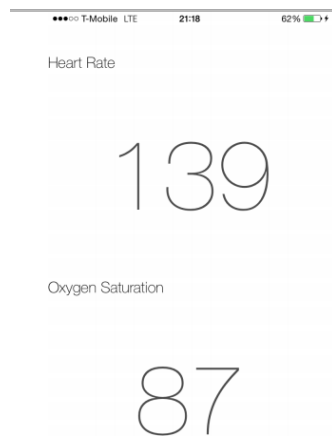 T-Mobile LTE 21:18 62%
Heart Rate
139
Oxygen Saturation
87